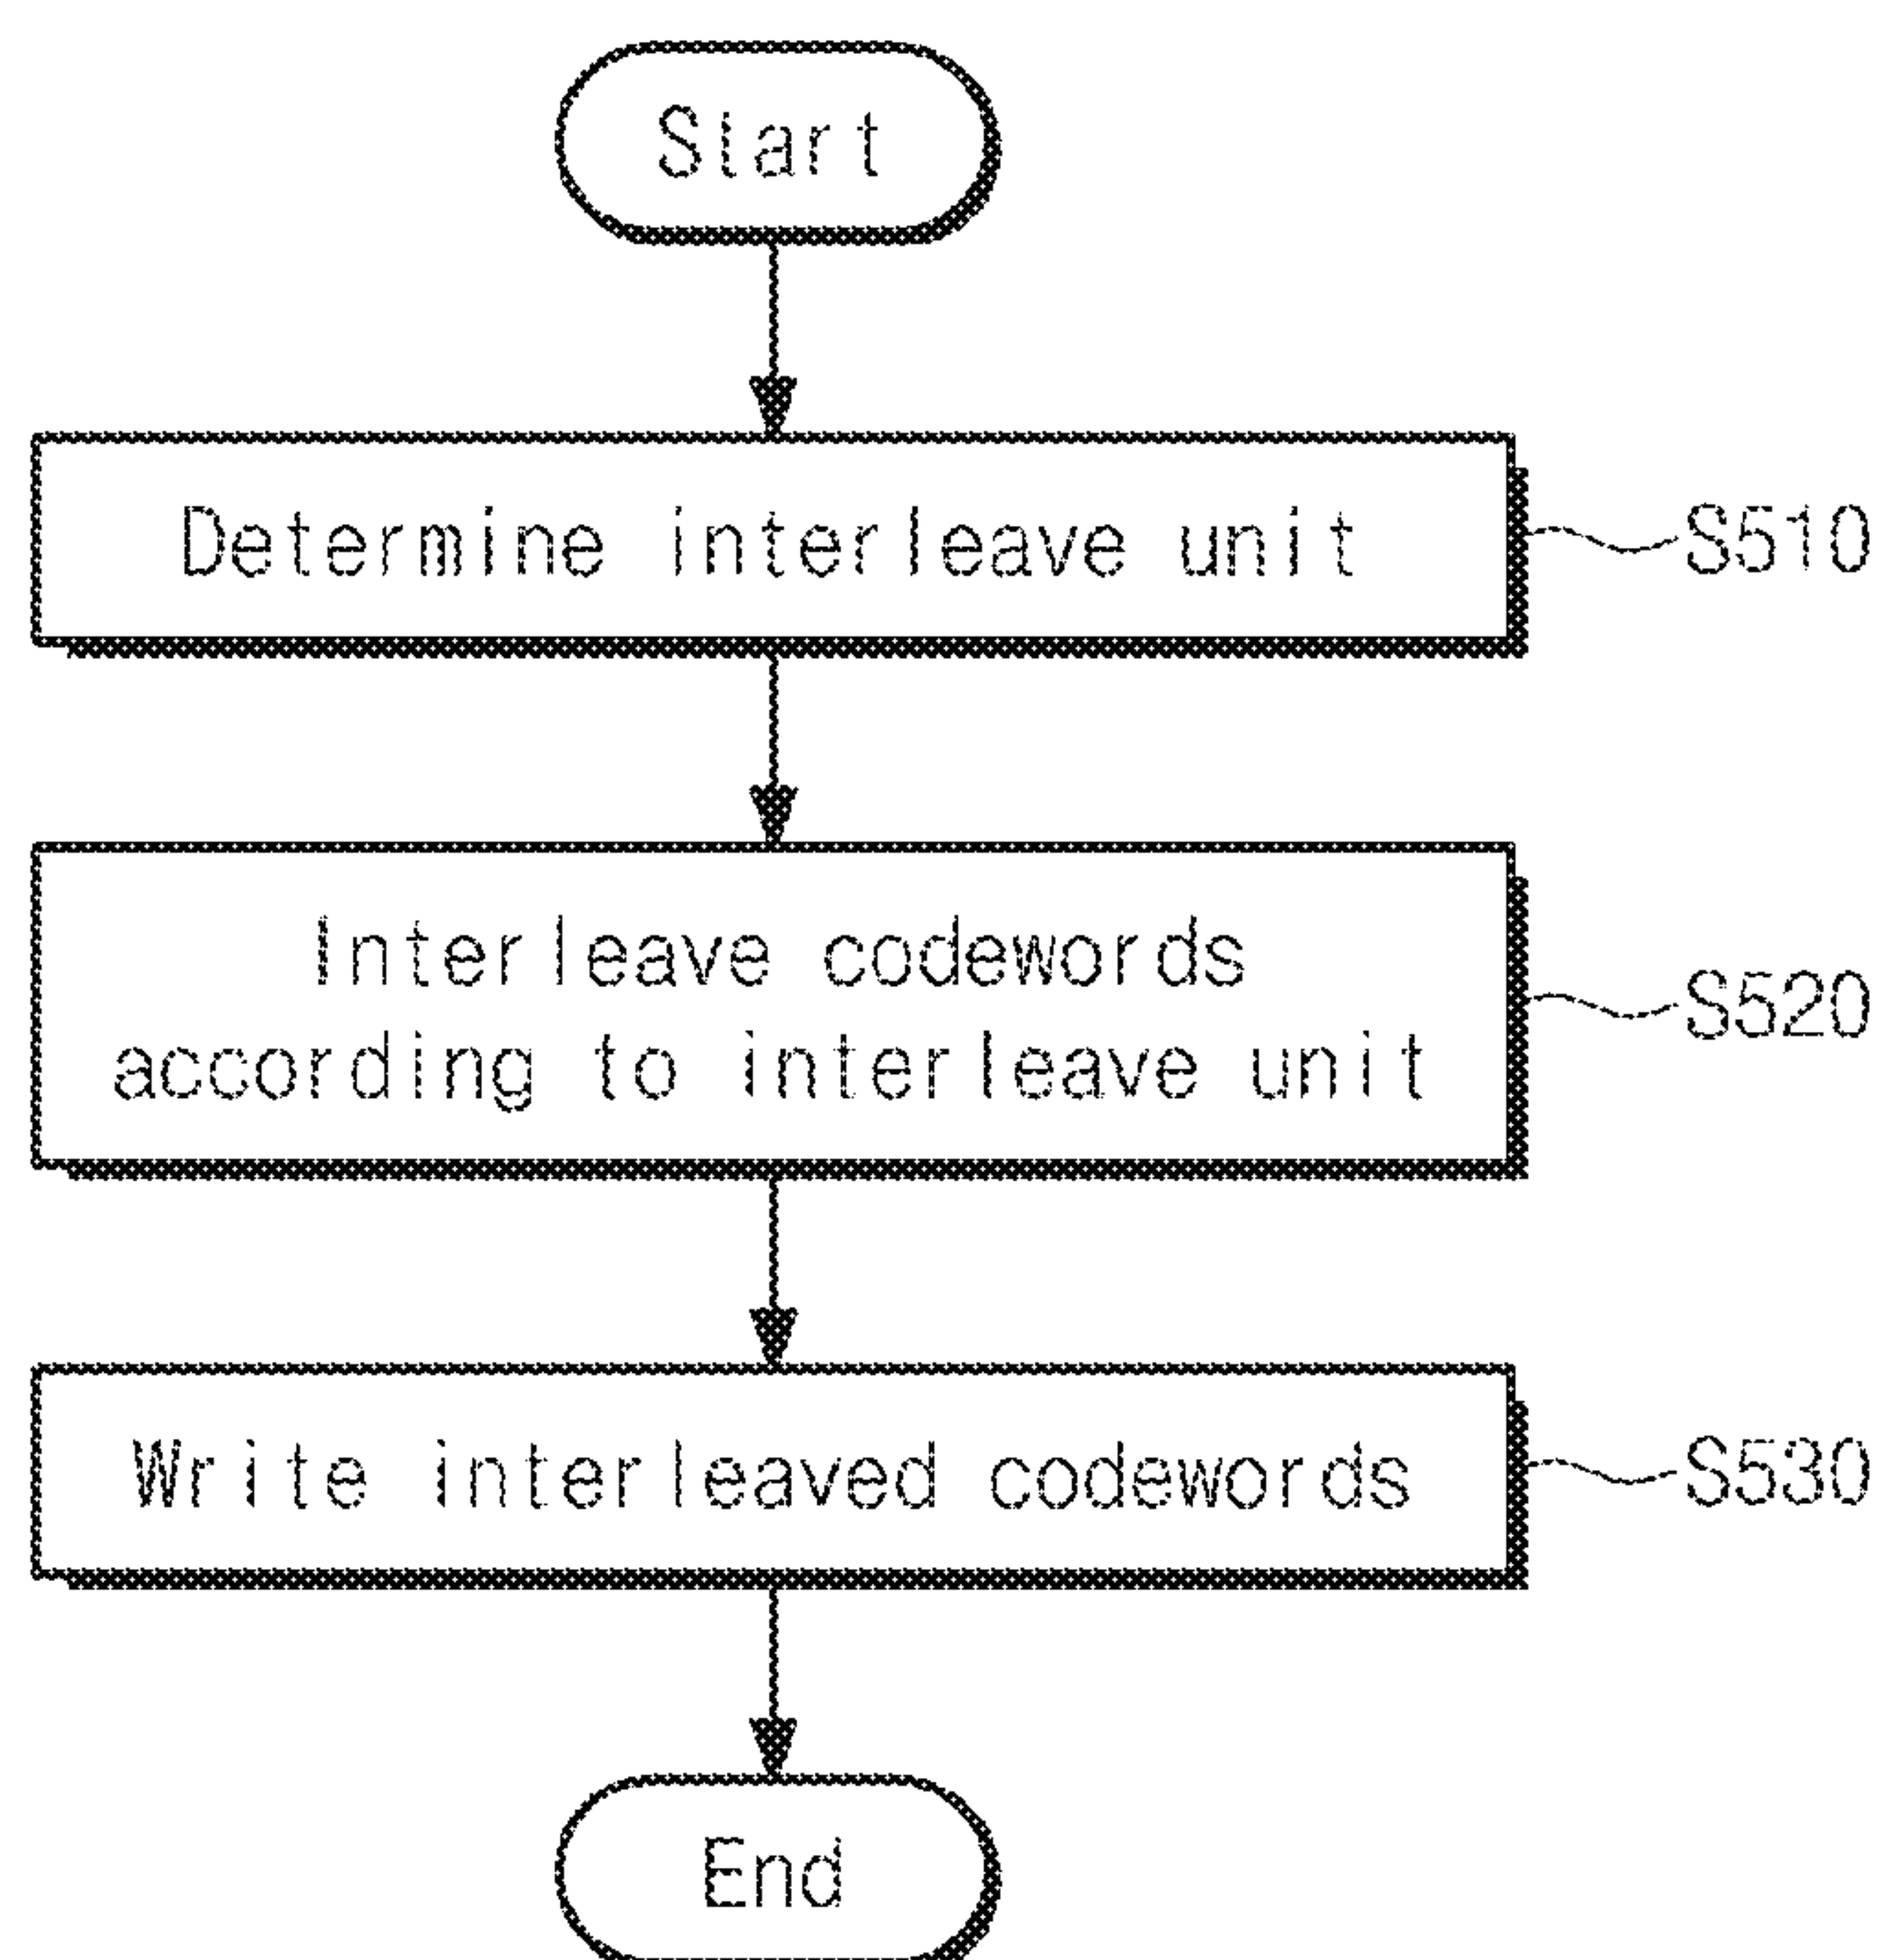 Start
Determine interleave unit
S510
Interleave codewords
according to interleave unit
S520
Write interleaved codewords
S530
End